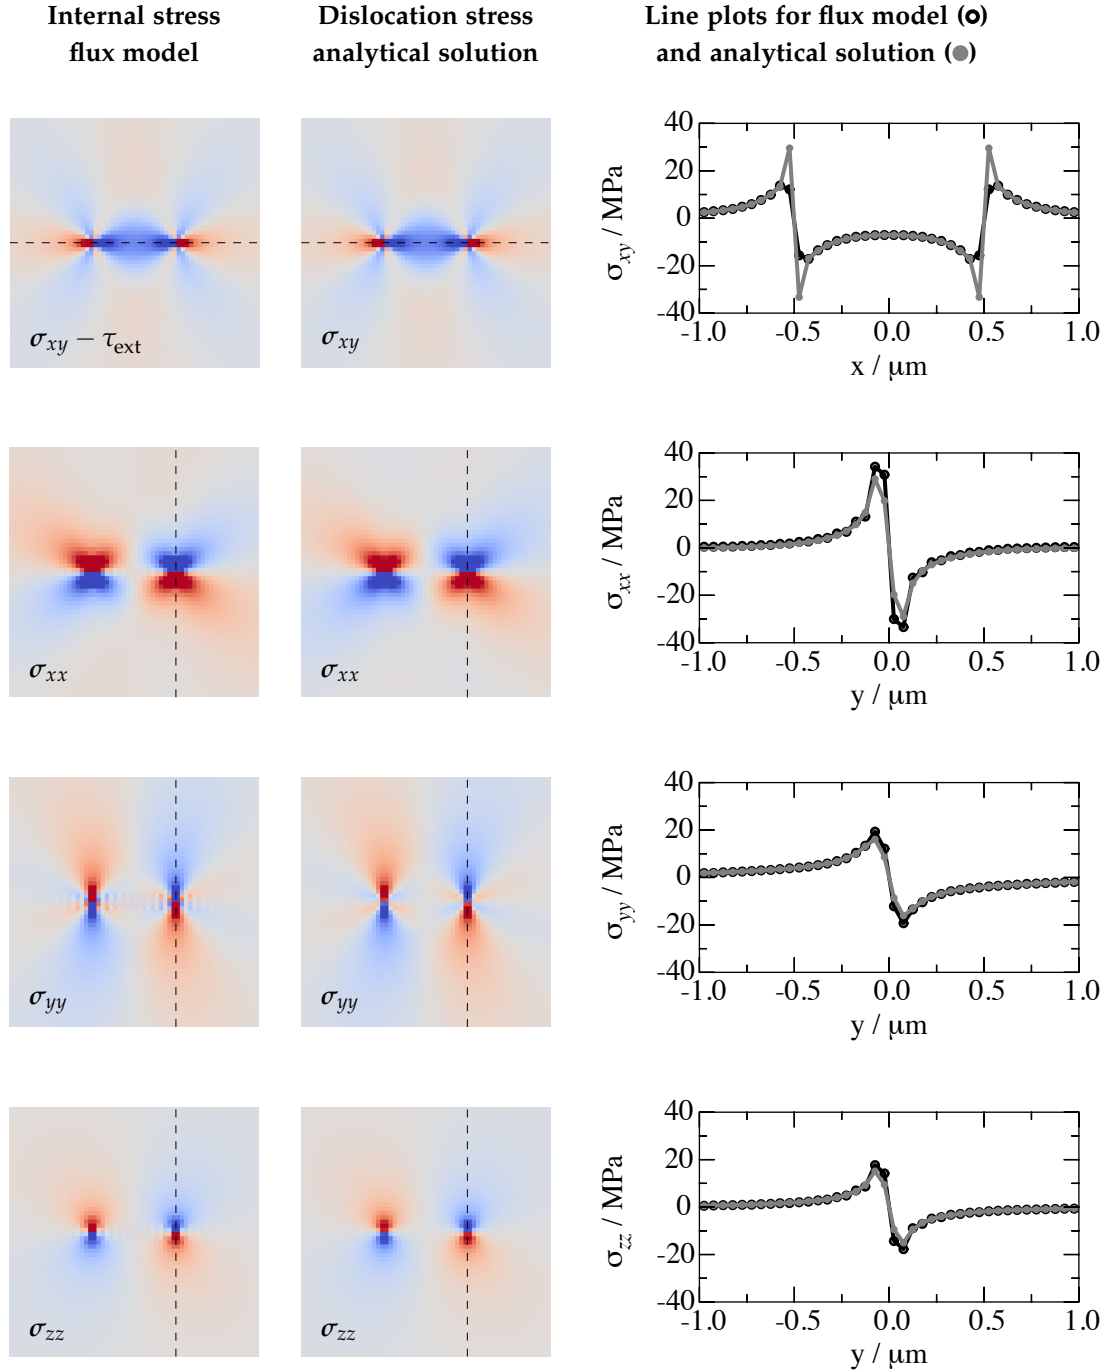 Internal stress
flux model
Dislocation stress
analytical solution
Line plots for flux model (●)
and analytical solution (●)
σxy − τext
σxy
σxy / MPa
40
20
0
-20
-40
-1.0 -0.5 0.0 0.5 1.0
x / μm
σxx
σxx
σxx / MPa
40
20
0
-20
-40
-1.0 -0.5 0.0 0.5 1.0
y / μm
σyy
σyy
σyy / MPa
40
20
0
-20
-40
-1.0 -0.5 0.0 0.5 1.0
y / μm
σzz
σzz
σzz / MPa
40
20
0
-20
-40
-1.0 -0.5 0.0 0.5 1.0
y / μm